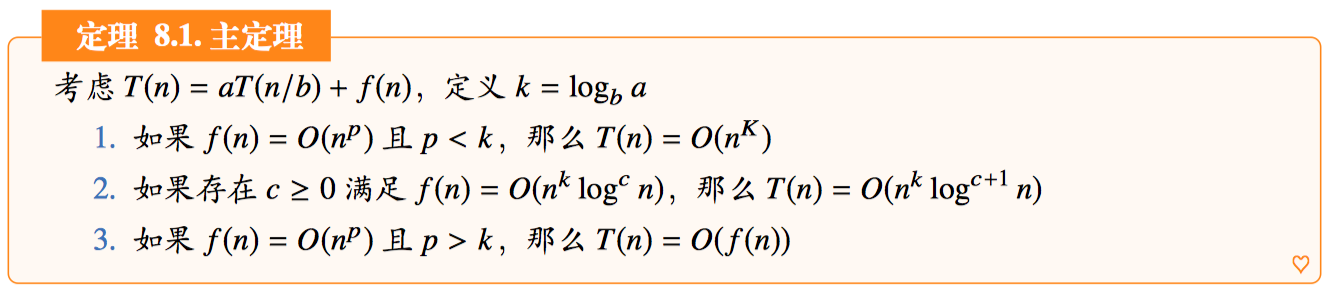 定理 8.1. 主定理
考虑 T(n) = aT(n/b) + f(n)，定义 k = log_b a
1. 如果 f(n) = O(n^p) 且 p < k，那么 T(n) = O(n^K)
2. 如果存在 c ≥ 0 满足 f(n) = O(n^k log^c n)，那么 T(n) = O(n^k log^{c+1} n)
3. 如果 f(n) = O(n^p) 且 p > k，那么 T(n) = O(f(n))